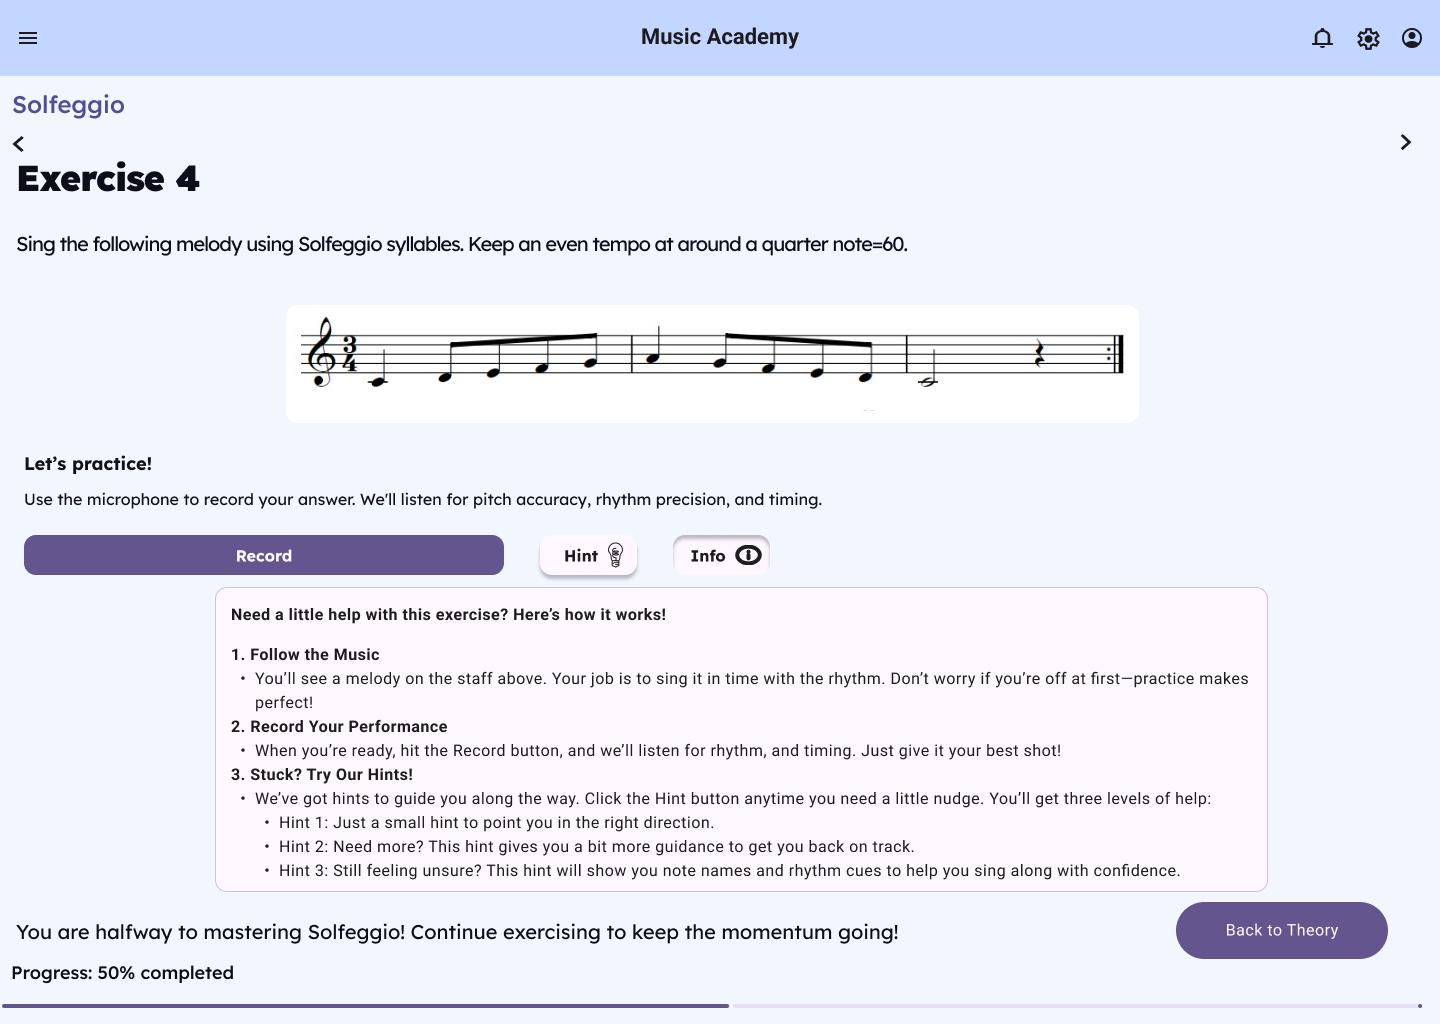 Music Academy
Solfeggio
Exercise 4
Sing the following melody using Solfeggio syllables. Keep an even tempo at around a quarter note=60.
3
4
Let’s practice!
Use the microphone to record your answer. We'll listen for pitch accuracy, rhythm precision, and timing.
Record
Hint
Info
Need a little help with this exercise? Here’s how it works!
1. Follow the Music
• You’ll see a melody on the staff above. Your job is to sing it in time with the rhythm. Don’t worry if you’re off at first—practice makes
perfect!
2. Record Your Performance
• When you’re ready, hit the Record button, and we’ll listen for rhythm, and timing. Just give it your best shot!
3. Stuck? Try Our Hints!
• We’ve got hints to guide you along the way. Click the Hint button anytime you need a little nudge. You’ll get three levels of help:
• Hint 1: Just a small hint to point you in the right direction.
• Hint 2: Need more? This hint gives you a bit more guidance to get you back on track.
• Hint 3: Still feeling unsure? This hint will show you note names and rhythm cues to help you sing along with confidence.
You are halfway to mastering Solfeggio! Continue exercising to keep the momentum going!
Back to Theory
Progress: 50% completed